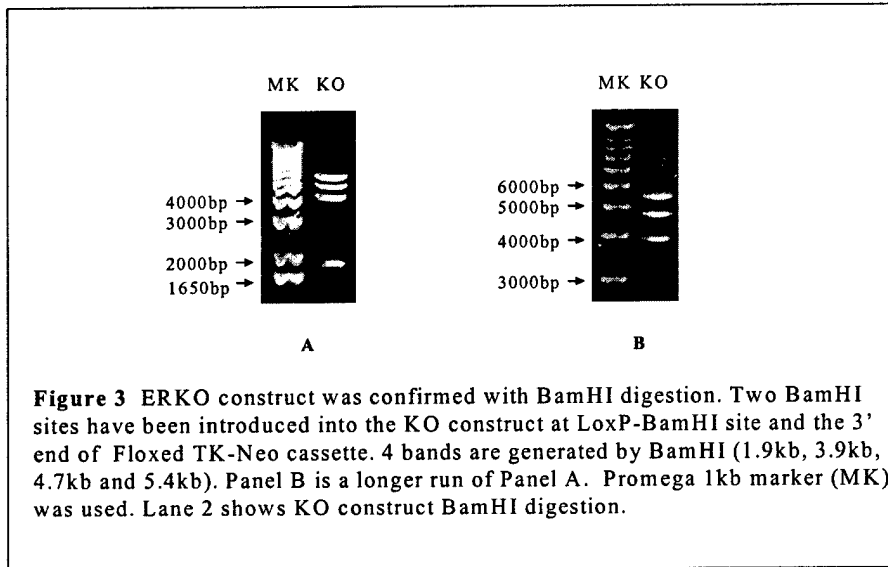 MK KO
4000bp →
3000bp →
2000bp →
1650bp →
A
MK KO
6000bp →
5000bp →
4000bp →
3000bp →
B
Figure 3 ERKO construct was confirmed with BamHI digestion. Two BamHI
sites have been introduced into the KO construct at LoxP-BamHI site and the 3'
end of Floxed TK-Neo cassette. 4 bands are generated by BamHI (1.9kb, 3.9kb,
4.7kb and 5.4kb). Panel B is a longer run of Panel A. Promega 1kb marker (MK)
was used. Lane 2 shows KO construct BamHI digestion.